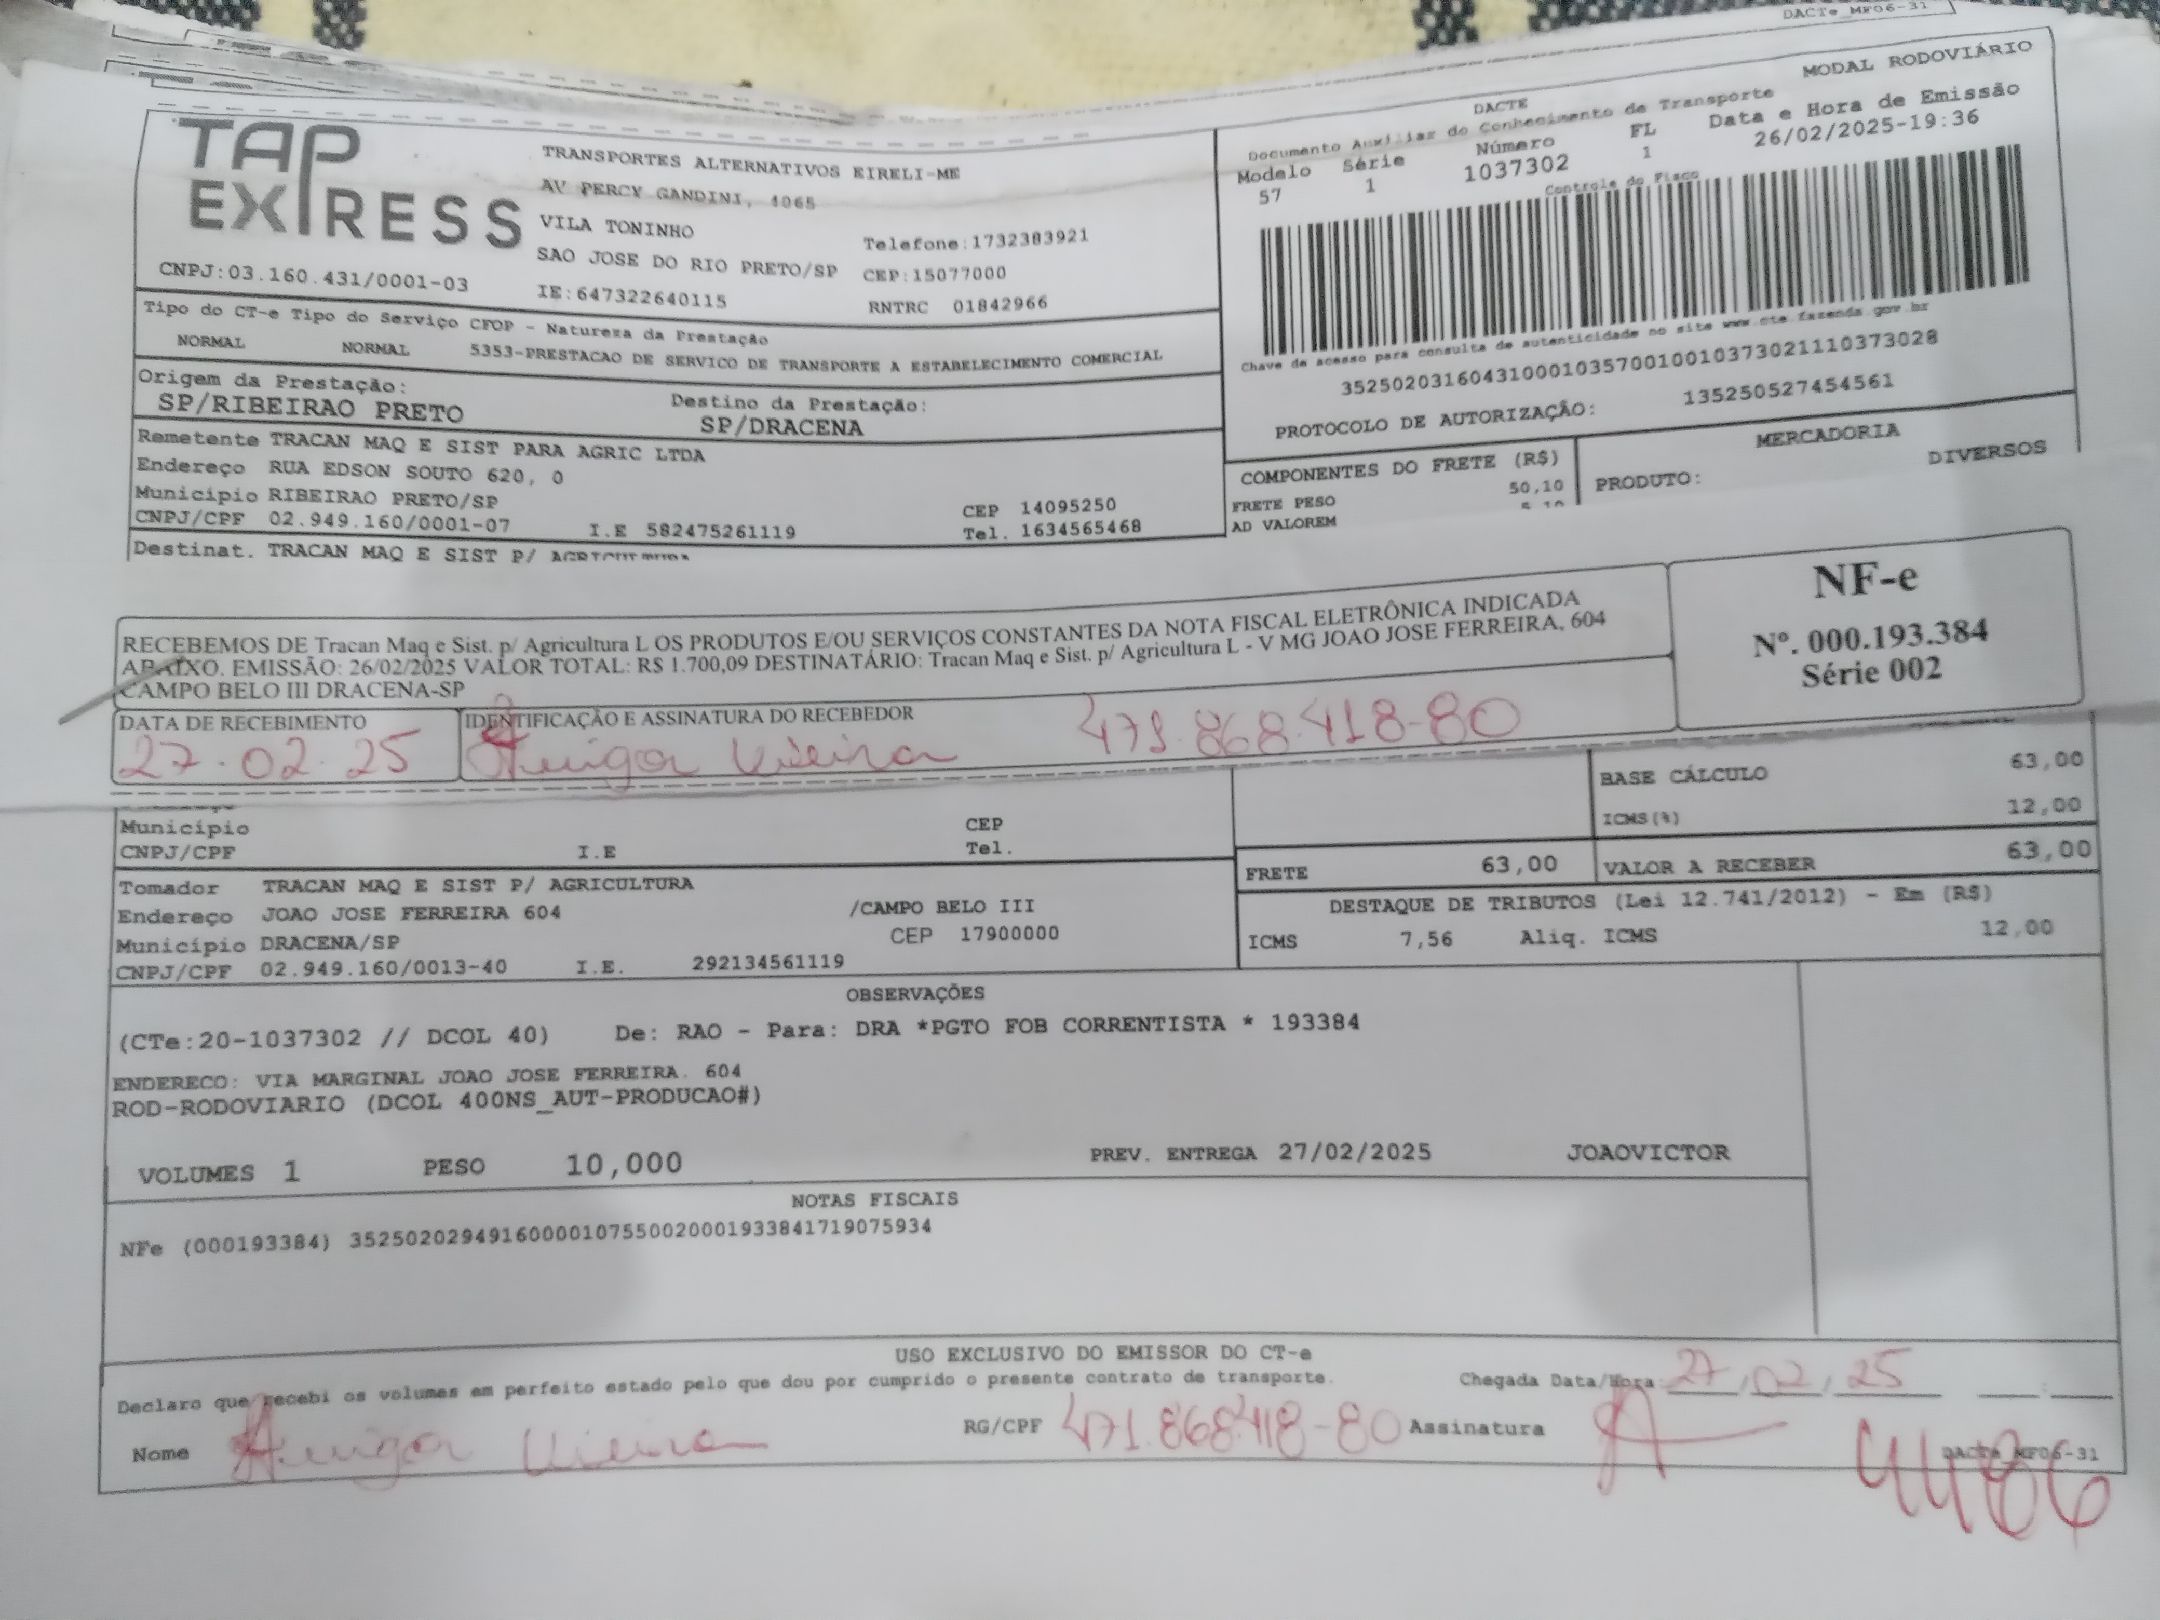 DACTe_MF06-31
MODAL RODOVIÁRIO
TAP EXPRESS
TRANSPORTES ALTERNATIVOS EIRELI-ME
AV PERCY GANDINI, 1065
VILA TONINHO
Telefone:1732383921
SAO JOSE DO RIO PRETO/SP CEP:15077000
CNPJ:03.160.431/0001-03 IE:647322640115 RNTRC 01842966
DACTE
Documento Auxiliar do Conhecimento de Transporte
Modelo Série Número FL Data e Hora de Emissão
57 1 1037302 1 26/02/2025-19:36
Controle do Fisco
Chave de acesso para consulta de autenticidade no site www.cte.fazenda.gov.br
35250203160431000103570010010373021110373028
PROTOCOLO DE AUTORIZAÇÃO: 135250527454561
Tipo do CT-e Tipo do Serviço CFOP - Natureza da Prestação
NORMAL NORMAL 5353-PRESTACAO DE SERVICO DE TRANSPORTE A ESTABELECIMENTO COMERCIAL
Origem da Prestação: Destino da Prestação:
SP/RIBEIRAO PRETO SP/DRACENA
Remetente TRACAN MAQ E SIST PARA AGRIC LTDA
Endereço RUA EDSON SOUTO 620, 0
Município RIBEIRAO PRETO/SP CEP 14095250
CNPJ/CPF 02.949.160/0001-07 I.E 582475261119 Tel. 1634565468
Destinat. TRACAN MAQ E SIST P/
COMPONENTES DO FRETE (R$)
FRETE PESO 50,10
AD VALOREM
MERCADORIA
PRODUTO: DIVERSOS
RECEBEMOS DE Tracan Maq e Sist. p/ Agricultura L OS PRODUTOS E/OU SERVIÇOS CONSTANTES DA NOTA FISCAL ELETRÔNICA INDICADA
ABAIXO. EMISSÃO: 26/02/2025 VALOR TOTAL: R$ 1.700,09 DESTINATÁRIO: Tracan Maq e Sist. p/ Agricultura L - V MG JOAO JOSE FERREIRA, 604
CAMPO BELO III DRACENA-SP
NF-e
Nº. 000.193.384
Série 002
DATA DE RECEBIMENTO IDENTIFICAÇÃO E ASSINATURA DO RECEBEDOR
27.02.25 Vieira 471.868.418-80
Município CEP
CNPJ/CPF I.E Tel.
BASE CÁLCULO 63,00
ICMS(%) 12,00
FRETE 63,00 VALOR A RECEBER 63,00
Tomador TRACAN MAQ E SIST P/ AGRICULTURA
Endereço JOAO JOSE FERREIRA 604 /CAMPO BELO III
Município DRACENA/SP CEP 17900000
CNPJ/CPF 02.949.160/0013-40 I.E. 292134561119
DESTAQUE DE TRIBUTOS (Lei 12.741/2012) - Em (R$)
ICMS 7,56 Aliq. ICMS 12,00
OBSERVAÇÕES
(CTe:20-1037302 // DCOL 40) De: RAO - Para: DRA *PGTO FOB CORRENTISTA * 193384
ENDERECO: VIA MARGINAL JOAO JOSE FERREIRA. 604
ROD-RODOVIARIO (DCOL 400NS_AUT-PRODUCAO#)
VOLUMES 1 PESO 10,000 PREV. ENTREGA 27/02/2025 JOAOVICTOR
NOTAS FISCAIS
NFe (000193384) 35250202949160000107550020001933841719075934
USO EXCLUSIVO DO EMISSOR DO CT-e
Declaro que recebi os volumes em perfeito estado pelo que dou por cumprido o presente contrato de transporte. Chegada Data/Hora 27/02/25
Nome Vieira RG/CPF 471.868.418-80 Assinatura
DACTe_MF06-31